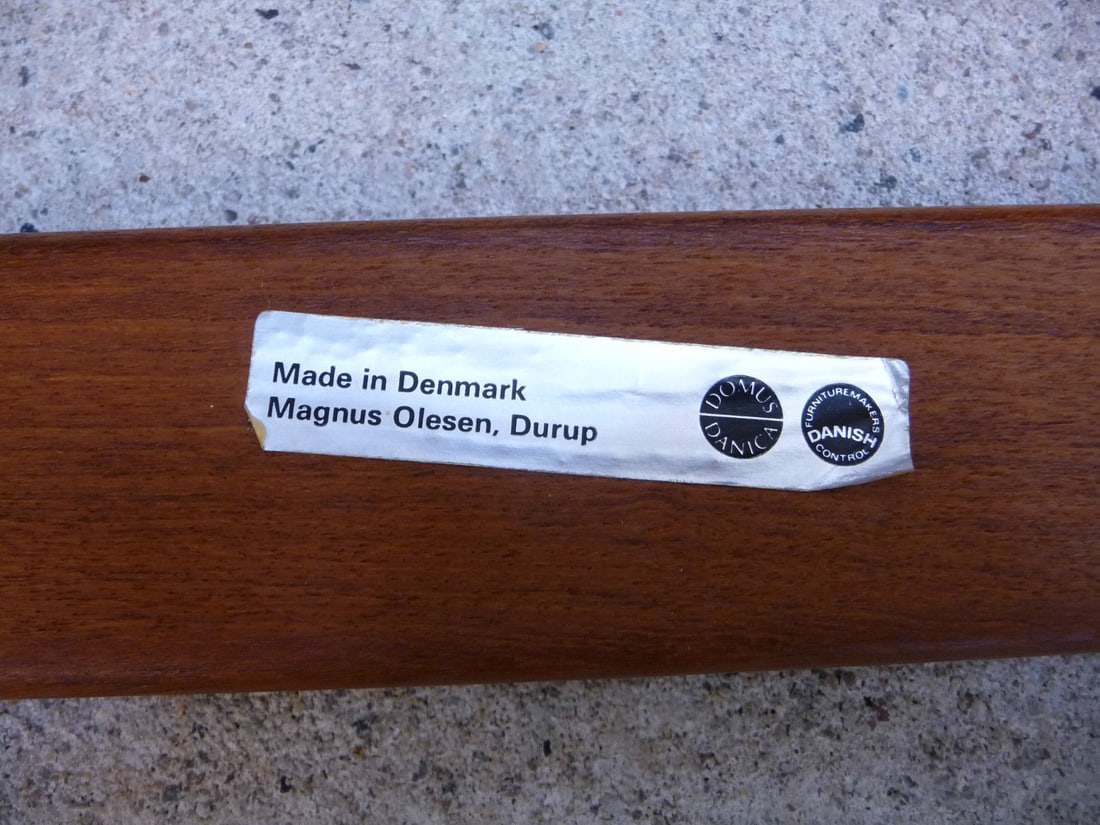 Made in Denmark
Magnus Olesen, Durup
DOMUS
DANICA
FURNITUREMAKERS
DANISH
CONTROL